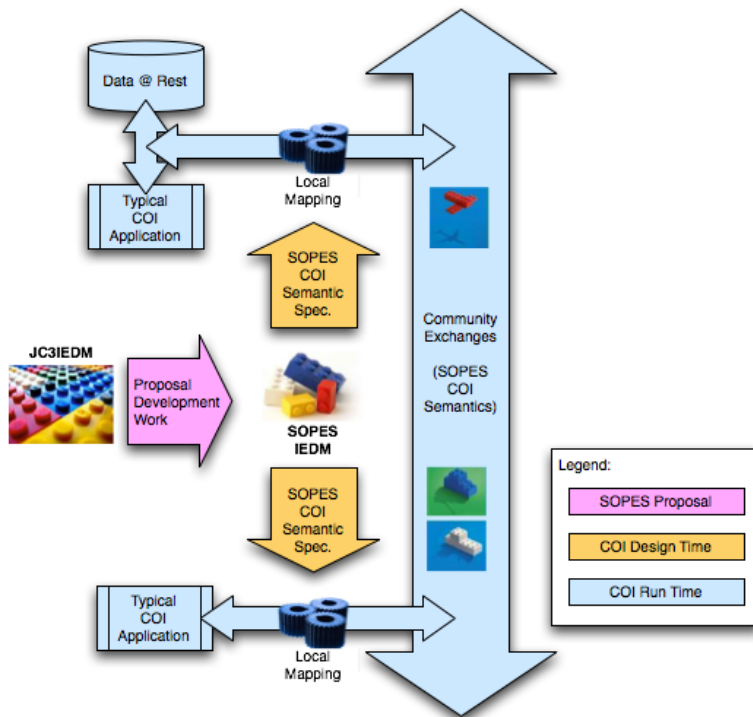 Data @ Rest
Typical
COI
Application
Local
Mapping
SOPES
COI
Semantic
Spec.
Community
Exchanges
(SOPES
COI
Semantics)
JC3IEDM
Proposal
Development
Work
SOPES
IEDM
SOPES
COI
Semantic
Spec.
Legend:
SOPES Proposal
COI Design Time
COI Run Time
Typical
COI
Application
Local
Mapping